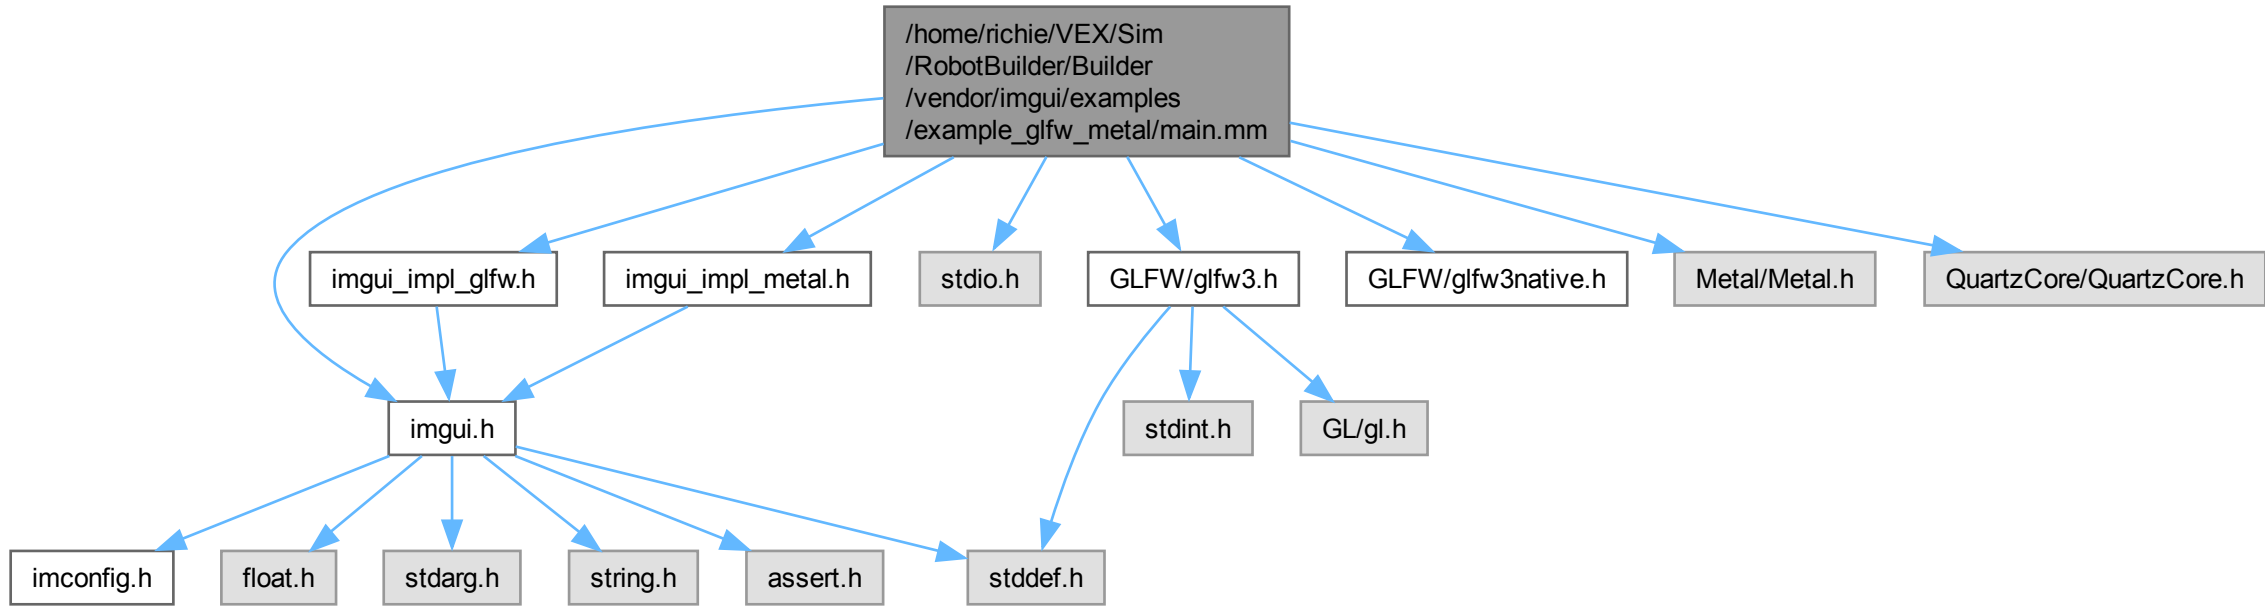 /home/richie/VEX/Sim
/RobotBuilder/Builder
/vendor/imgui/examples
/example_glfw_metal/main.mm
imgui_impl_glfw.h
imgui_impl_metal.h
stdio.h
GLFW/glfw3.h
GLFW/glfw3native.h
Metal/Metal.h
QuartzCore/QuartzCore.h
imgui.h
stdint.h
GL/gl.h
imconfig.h
float.h
stdarg.h
string.h
assert.h
stddef.h